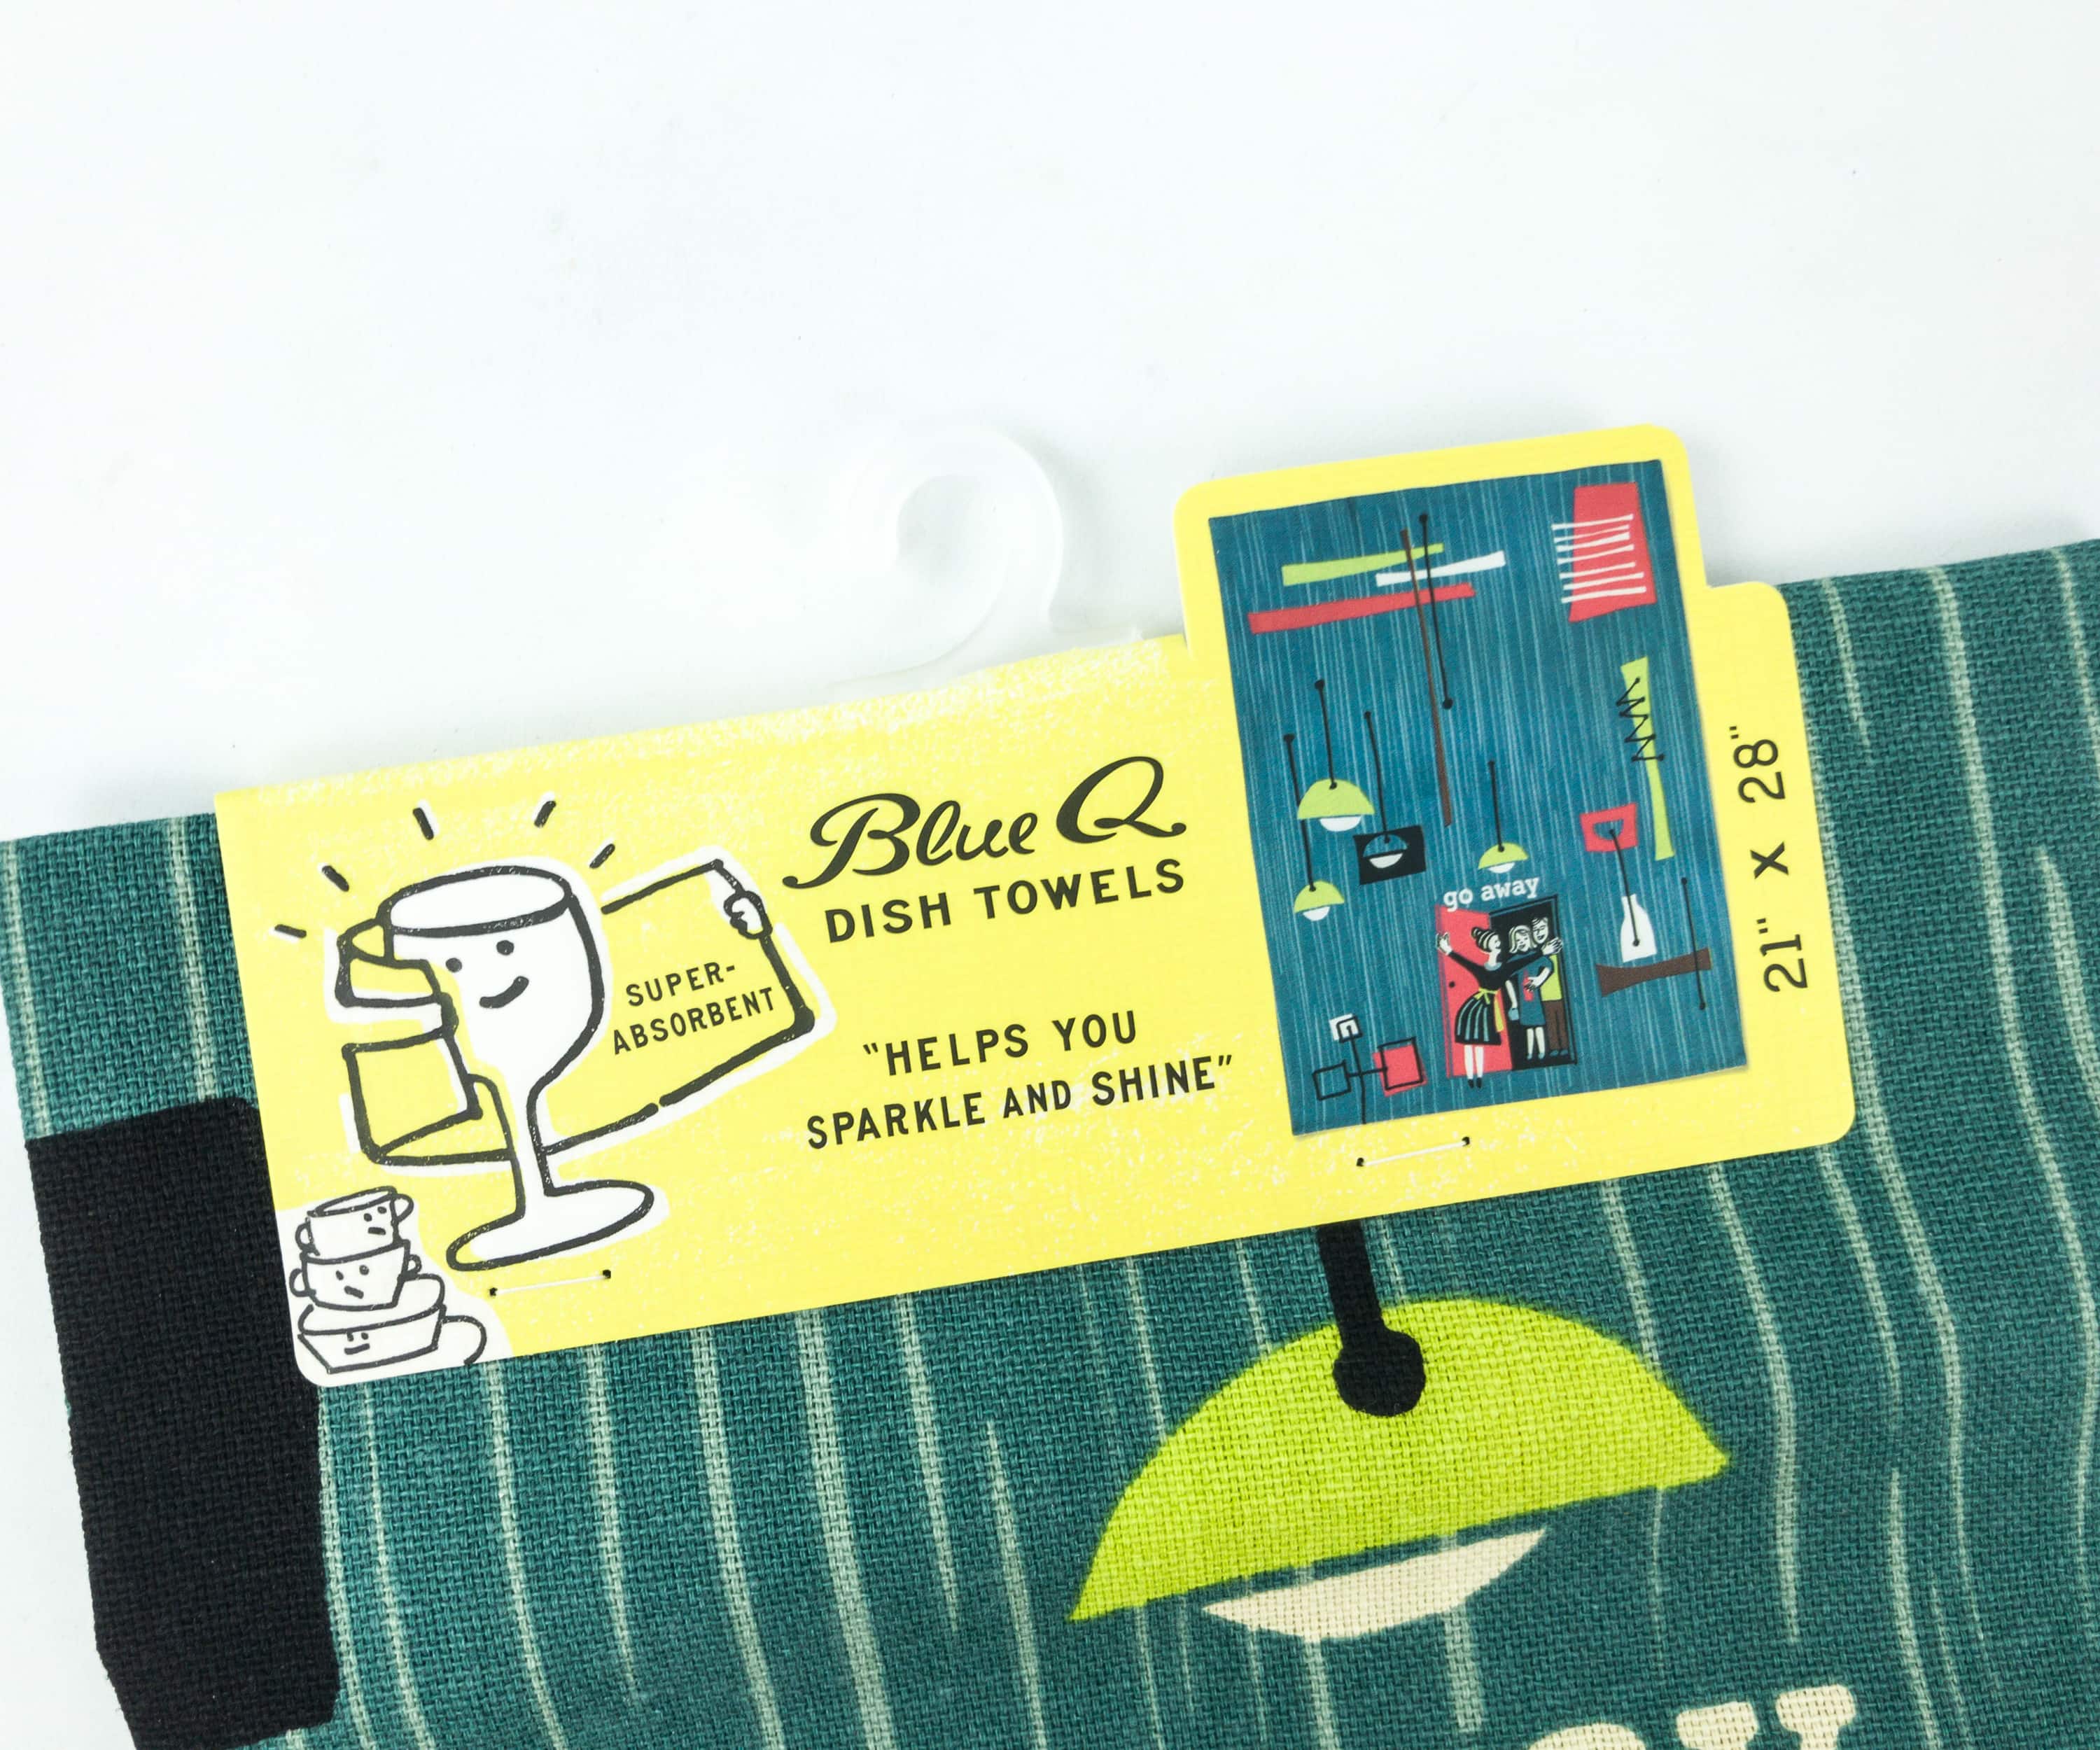 Blue Q
DISH TOWELS
SUPER-
ABSORBENT
"HELPS YOU
SPARKLE AND SHINE"
go away
21" x 28"